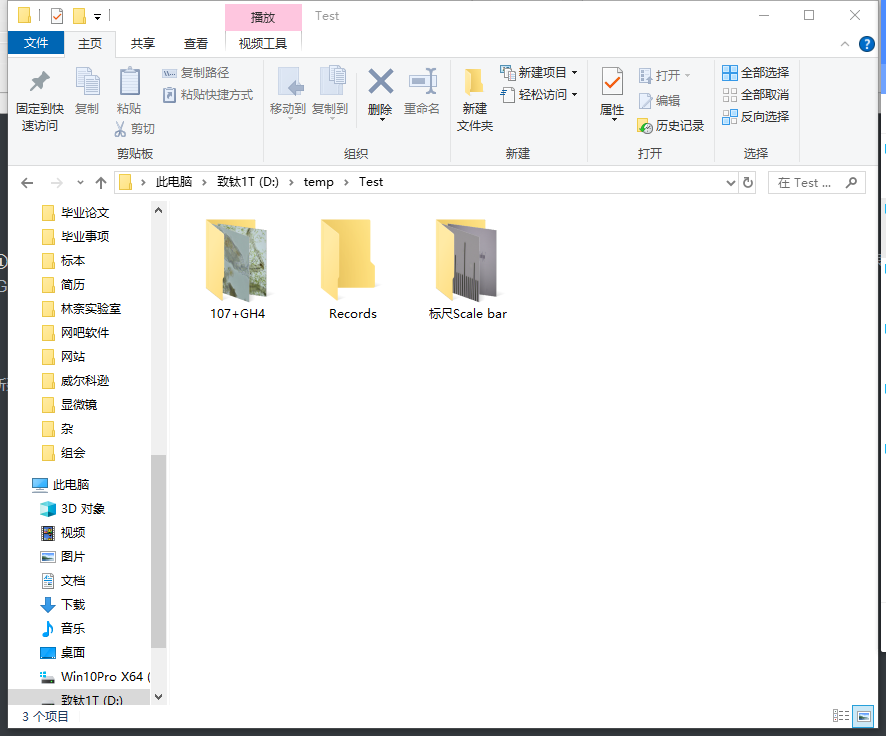 播放
Test
文件
主页
共享
查看
视频工具
固定到快
速访问
复制
粘贴
复制路径
粘贴快捷方式
剪切
剪贴板
移动到
复制到
删除
重命名
组织
新建
文件夹
新建项目
轻松访问
新建
属性
打开
编辑
历史记录
打开
全部选择
全部取消
反向选择
选择
此电脑 › 致钛1T (D:) › temp › Test
在 Test ...
毕业论文
毕业事项
标本
简历
林奈实验室
网吧软件
网站
威尔科逊
显微镜
杂
组会
此电脑
3D 对象
视频
图片
文档
下载
音乐
桌面
Win10Pro X64 (
致钛1T (D:)
107+GH4
Records
标尺Scale bar
3 个项目